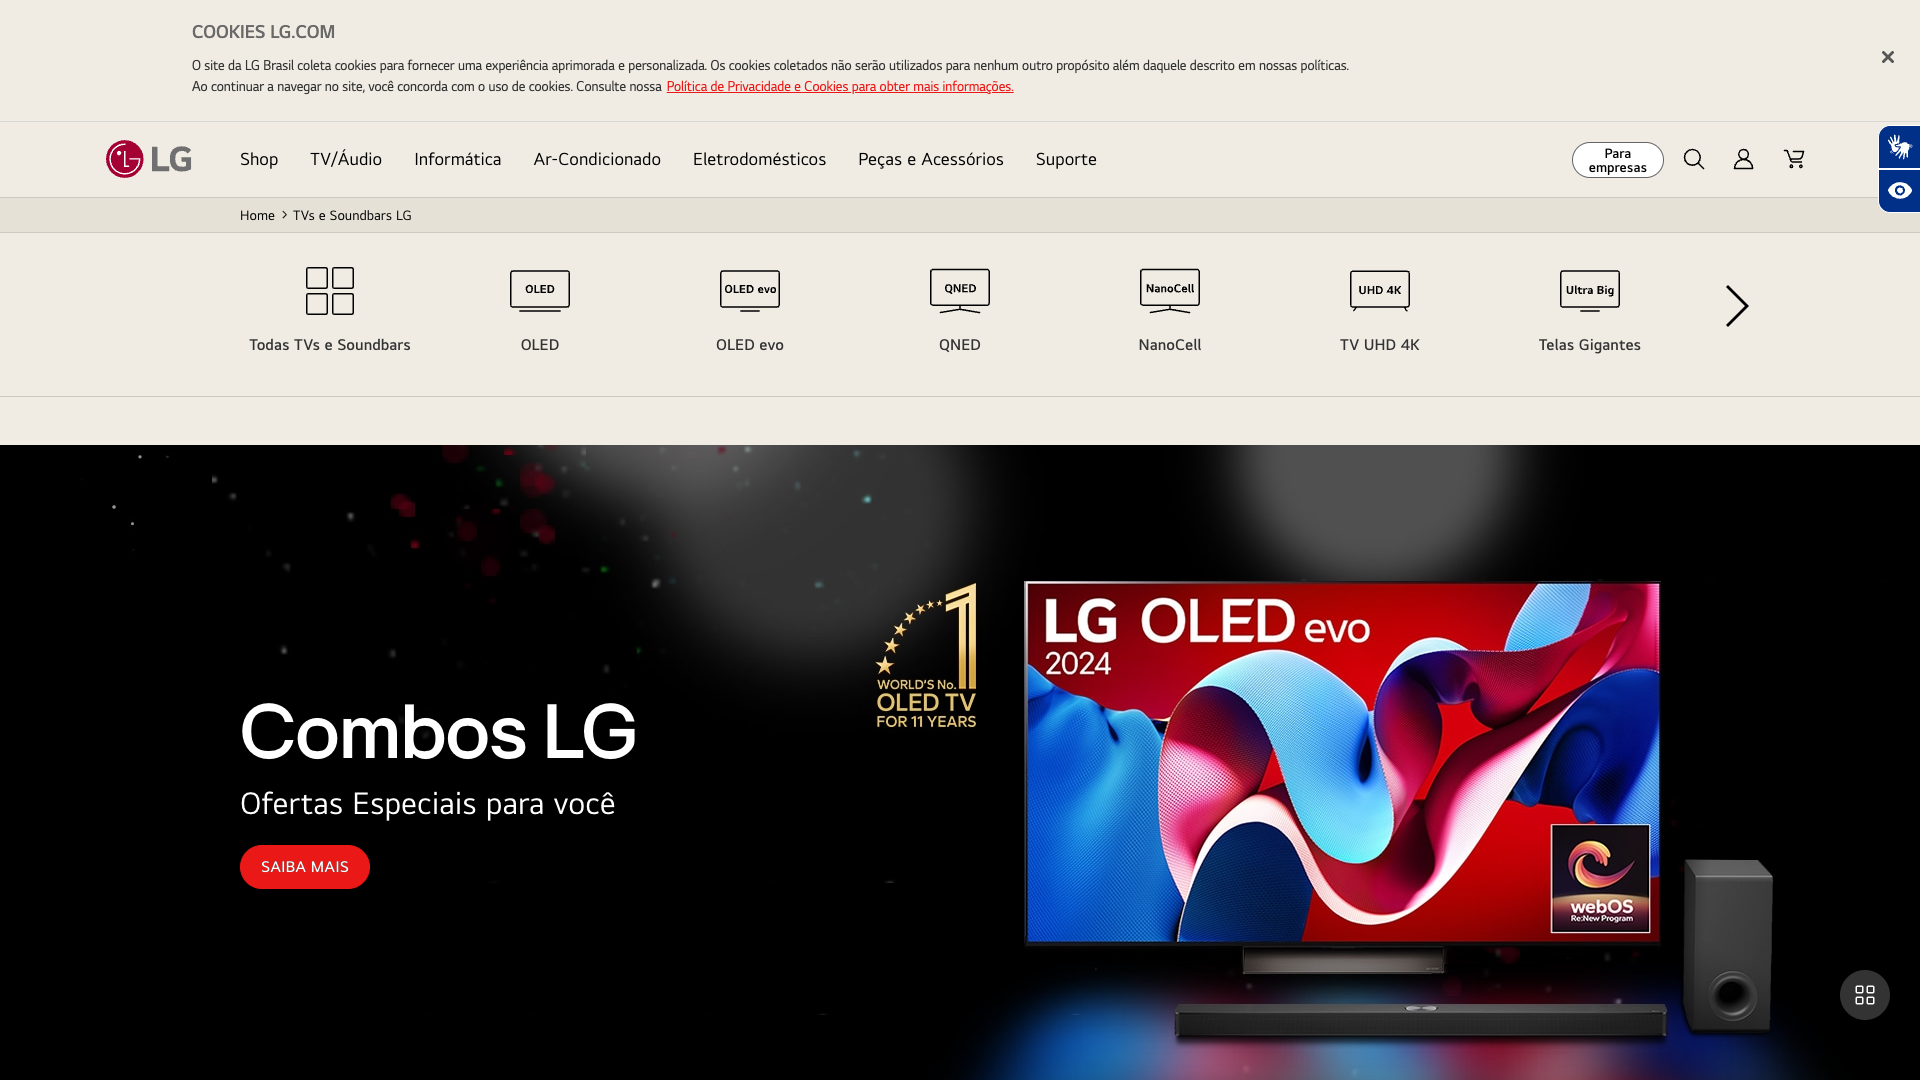 COOKIES LG.COM
O site da LG Brasil coleta cookies para fornecer uma experiência aprimorada e personalizada. Os cookies coletados não serão utilizados para nenhum outro propósito além daquele descrito em nossas políticas.
Ao continuar a navegar no site, você concorda com o uso de cookies. Consulte nossa Política de Privacidade e Cookies para obter mais informações.
LG
Shop
TV/Áudio
Informática
Ar-Condicionado
Eletrodomésticos
Peças e Acessórios
Suporte
Para
empresas
Home > TVs e Soundbars LG
OLED
OLED evo
QNED
NanoCell
UHD 4K
Ultra Big
Todas TVs e Soundbars
OLED
OLED evo
QNED
NanoCell
TV UHD 4K
Telas Gigantes
Combos LG
Ofertas Especiais para você
SAIBA MAIS
1
WORLD'S No.
OLED TV
FOR 11 YEARS
LG OLED evo
2024
webOS
Re:New Program